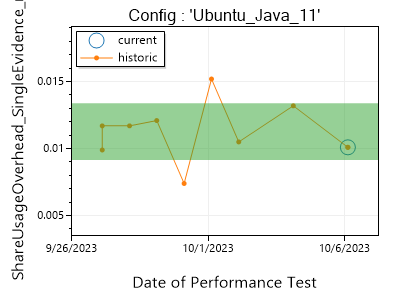 Config : 'Ubuntu_Java_11'
current
historic
ShareUsageOverhead_SingleEvidence_
0.015
0.01
0.005
9/26/2023
10/1/2023
10/6/2023
Date of Performance Test